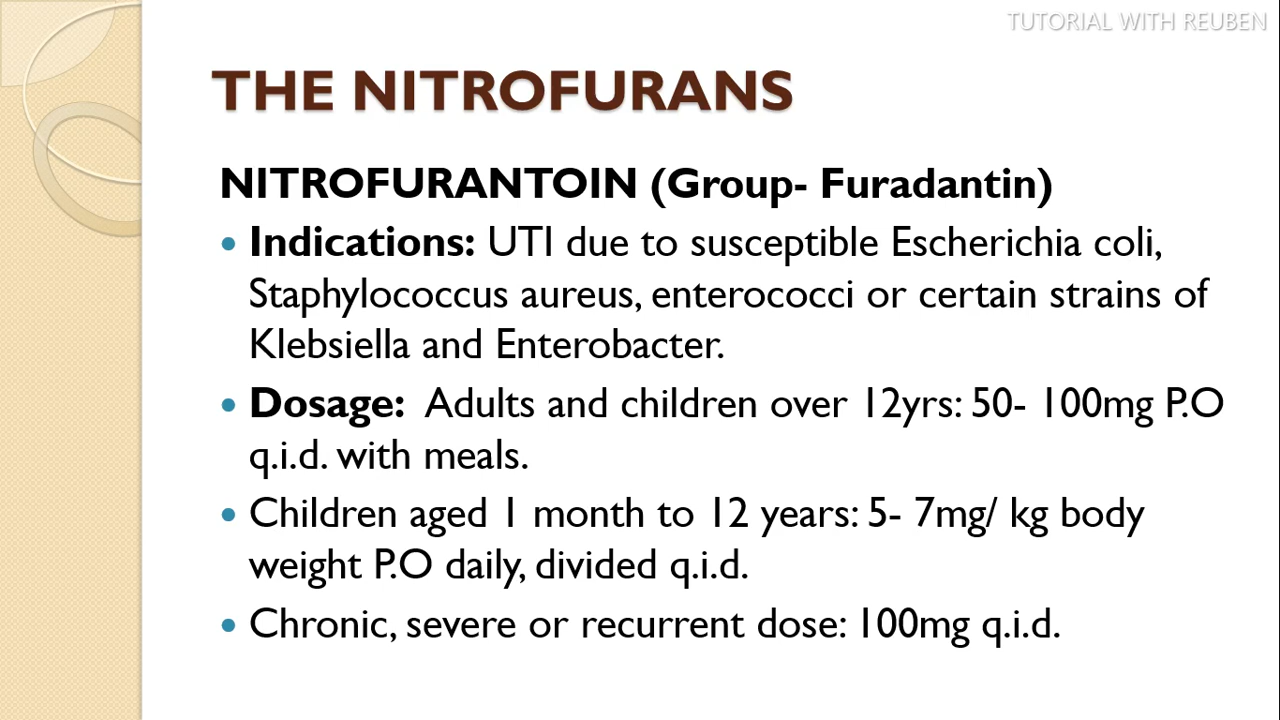 TUTORIAL WITH REUBEN
THE NITROFURANS
NITROFURANTOIN (Group- Furadantin)
• Indications: UTI due to susceptible Escherichia coli,
Staphylococcus aureus, enterococci or certain strains of
Klebsiella and Enterobacter.
• Dosage: Adults and children over 12yrs: 50- 100mg P.O
q.i.d. with meals.
• Children aged 1 month to 12 years: 5- 7mg/ kg body
weight P.O daily, divided q.i.d.
• Chronic, severe or recurrent dose: 100mg q.i.d.